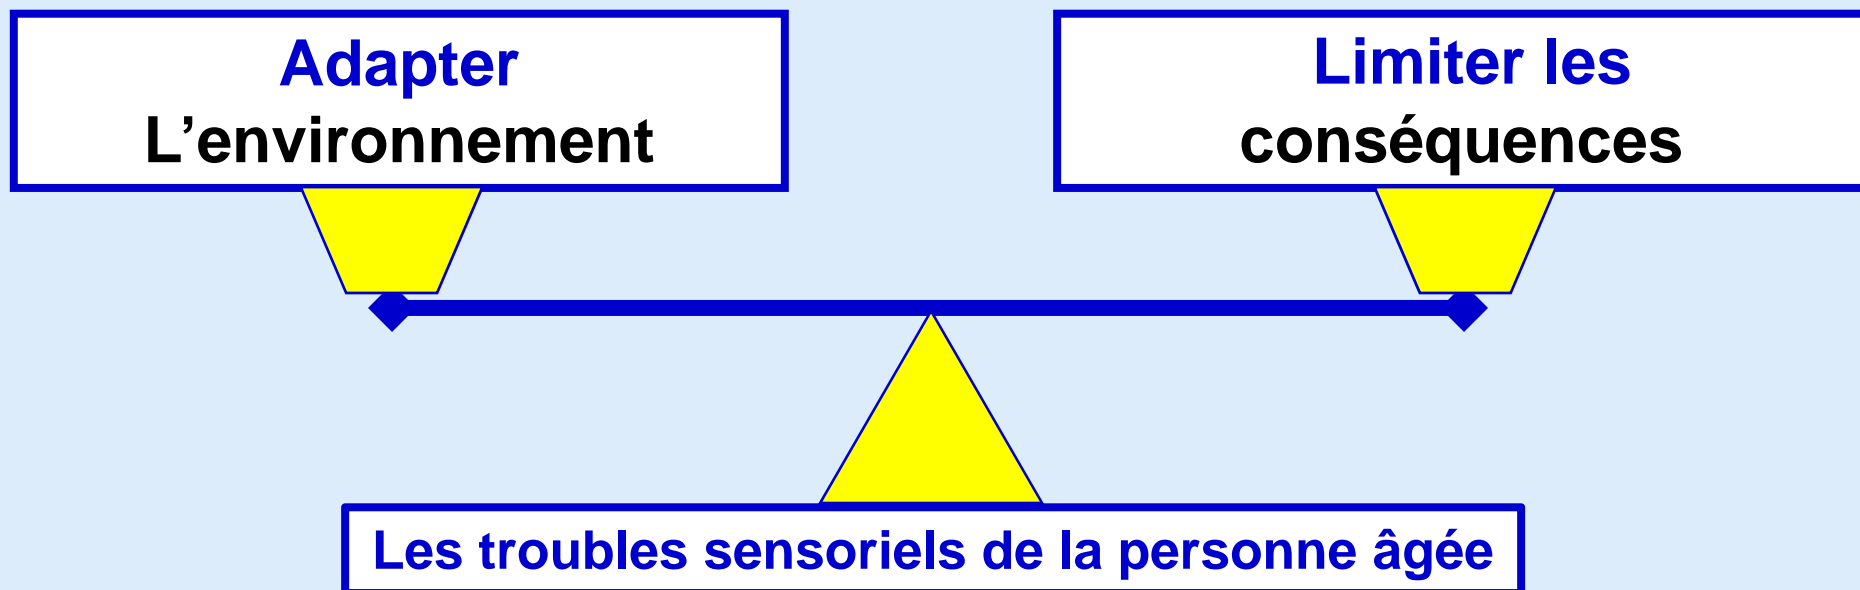 Adapter
L’environnement
Limiter les
conséquences
Les troubles sensoriels de la personne âgée